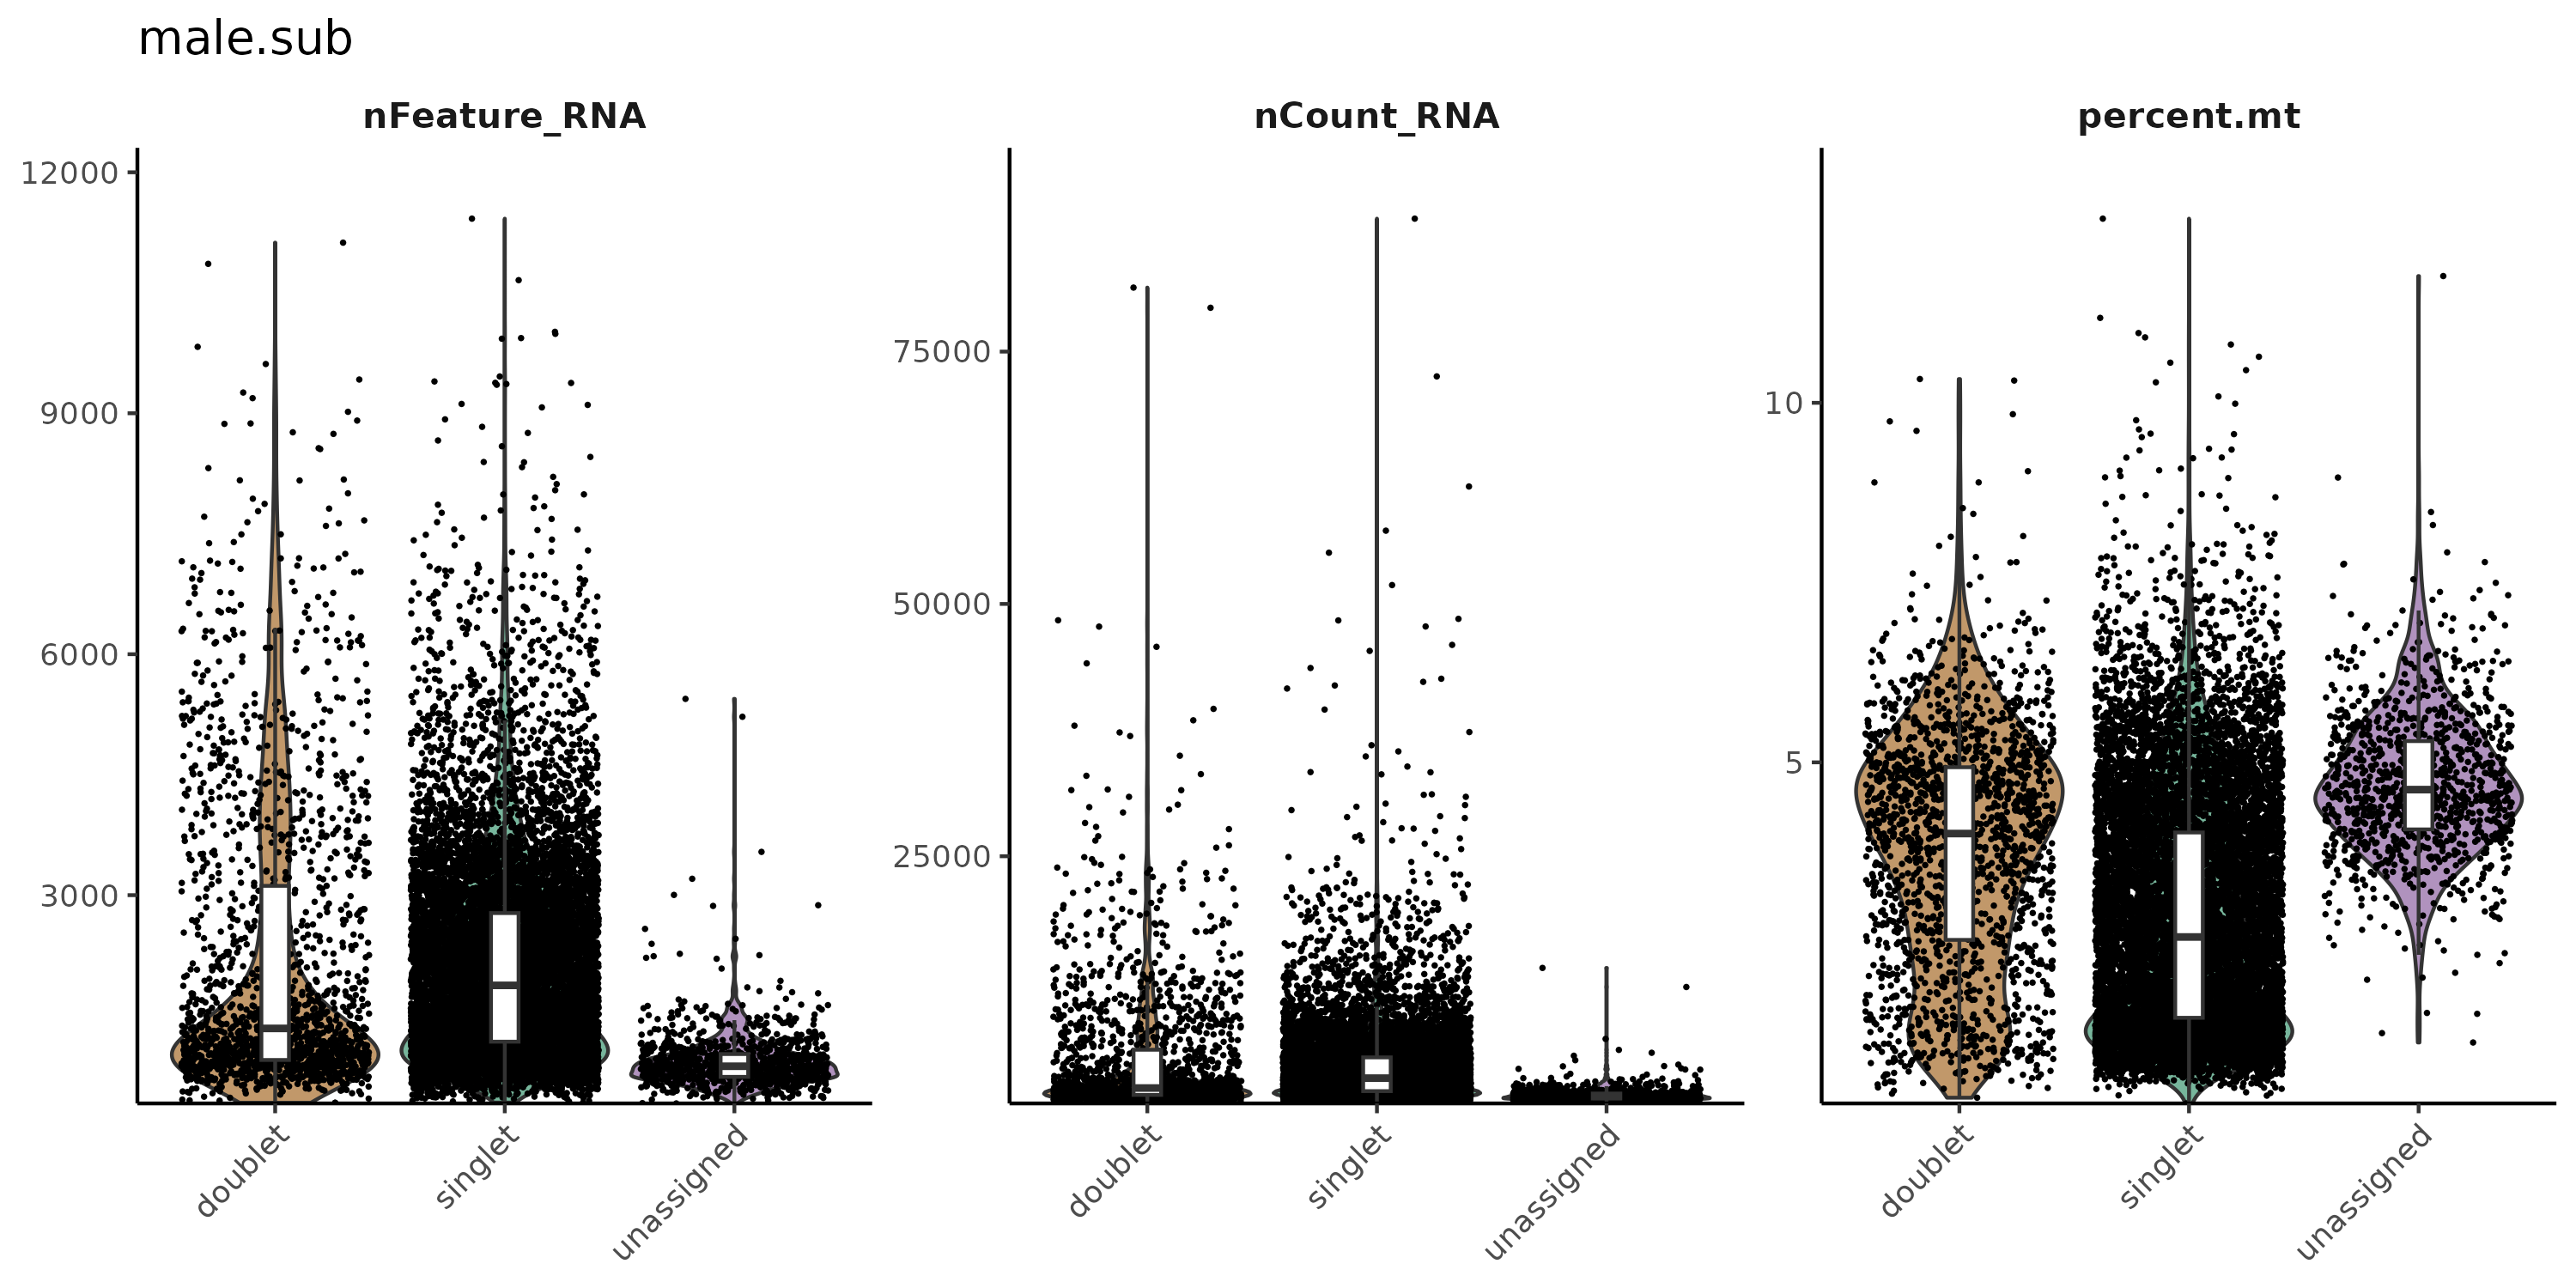 male.sub
nFeature_RNA
nCount_RNA
percent.mt
12000
9000
6000
3000
75000
50000
25000
10
5
doublet
singlet
unassigned
doublet
singlet
unassigned
doublet
singlet
unassigned